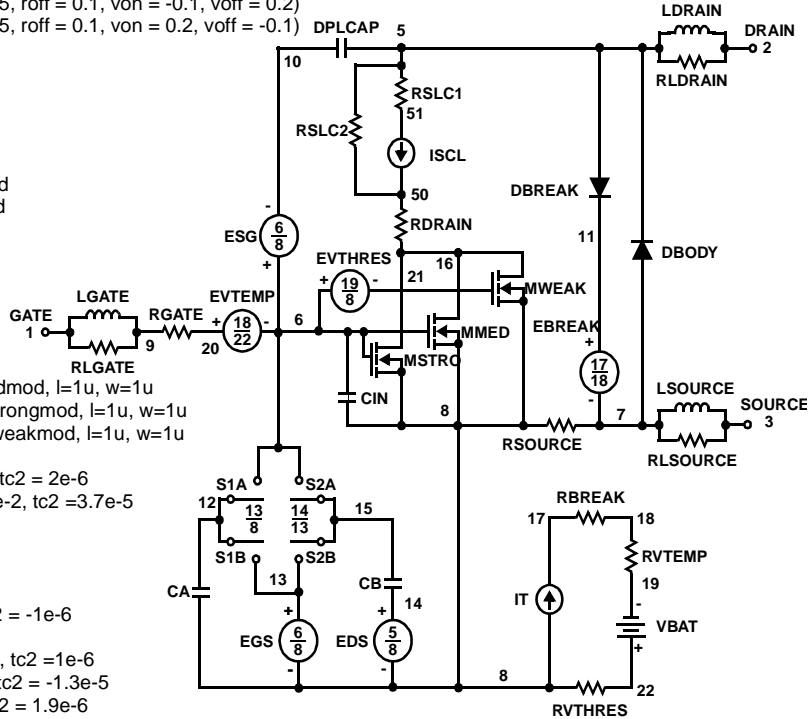 5, roff = 0.1, von = -0.1, voff = 0.2)
5, roff = 0.1, von = 0.2, voff = -0.1)
LDRAIN
DPLCAP
5
DRAIN
2
10
RLDRAIN
RSLC1
51
RSLC2
ISCL
d
d
50
DBREAK
RDRAIN
ESG
6
8
-
+
11
DBODY
EVTHRES
16
21
+
19
8
-
MWEAK
LGATE
EVTEMP
GATE
1
RGATE
+
18
22
-
6
MMED
EBREAK
+
9
20
RLGATE
MSTRO
17
18
-
dmod, l=1u, w=1u
rongmod, l=1u, w=1u
weakmod, l=1u, w=1u
CIN
8
LSOURCE
7
SOURCE
3
RSOURCE
RLSOURCE
tc2 = 2e-6
e-2, tc2 =3.7e-5
S1A
S2A
12
13
8
14
13
15
RBREAK
17
18
S1B
S2B
13
RVTEMP
CA
CB
19
IT
-
VBAT
+
2 = -1e-6
+
14
+
EGS
6
8
EDS
5
8
-
-
8
22
, tc2 =1e-6
tc2 = -1.3e-5
2 = 1.9e-6
RVTHRES